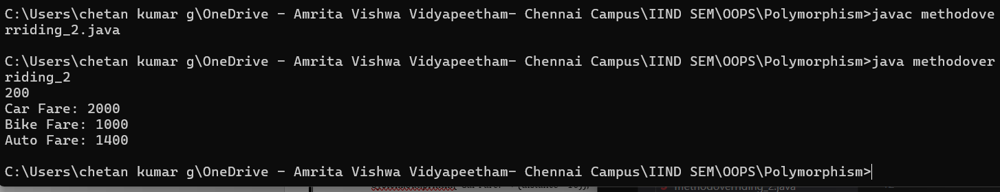 C:\Users\chetan kumar g\OneDrive - Amrita Vishwa Vidyapeetham- Chennai Campus\IIND SEM\OOPS\Polymorphism>javac methodove
rriding_2.java
C:\Users\chetan kumar g\OneDrive - Amrita Vishwa Vidyapeetham- Chennai Campus\IIND SEM\OOPS\Polymorphism>java methodover
riding_2
200
Car Fare: 2000
Bike Fare: 1000
Auto Fare: 1400
C:\Users\chetan kumar g\OneDrive - Amrita Vishwa Vidyapeetham- Chennai Campus\IIND SEM\OOPS\Polymorphism>
methodoverriding_2.java